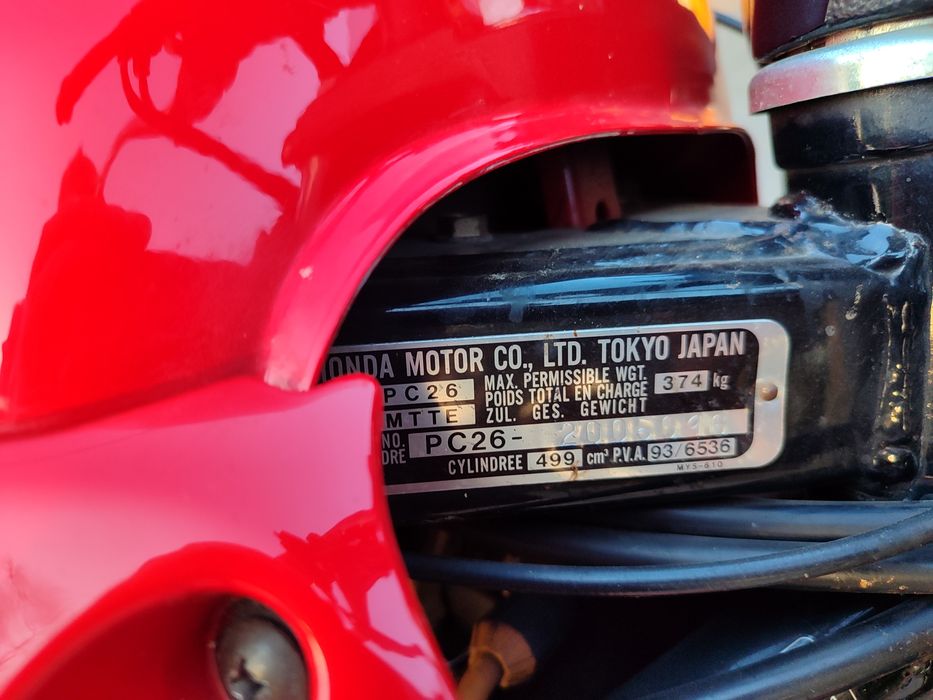 HONDA MOTOR CO., LTD. TOKYO JAPAN
PC26 MAX. PERMISSIBLE WGT.
POIDS TOTAL EN CHARGE 374 kg
MTTE ZUL. GES. GEWICHT
NO. PC26-
DRE
CYLINDREE 499 cm³ P.V.A. 93/6536
MY5-610